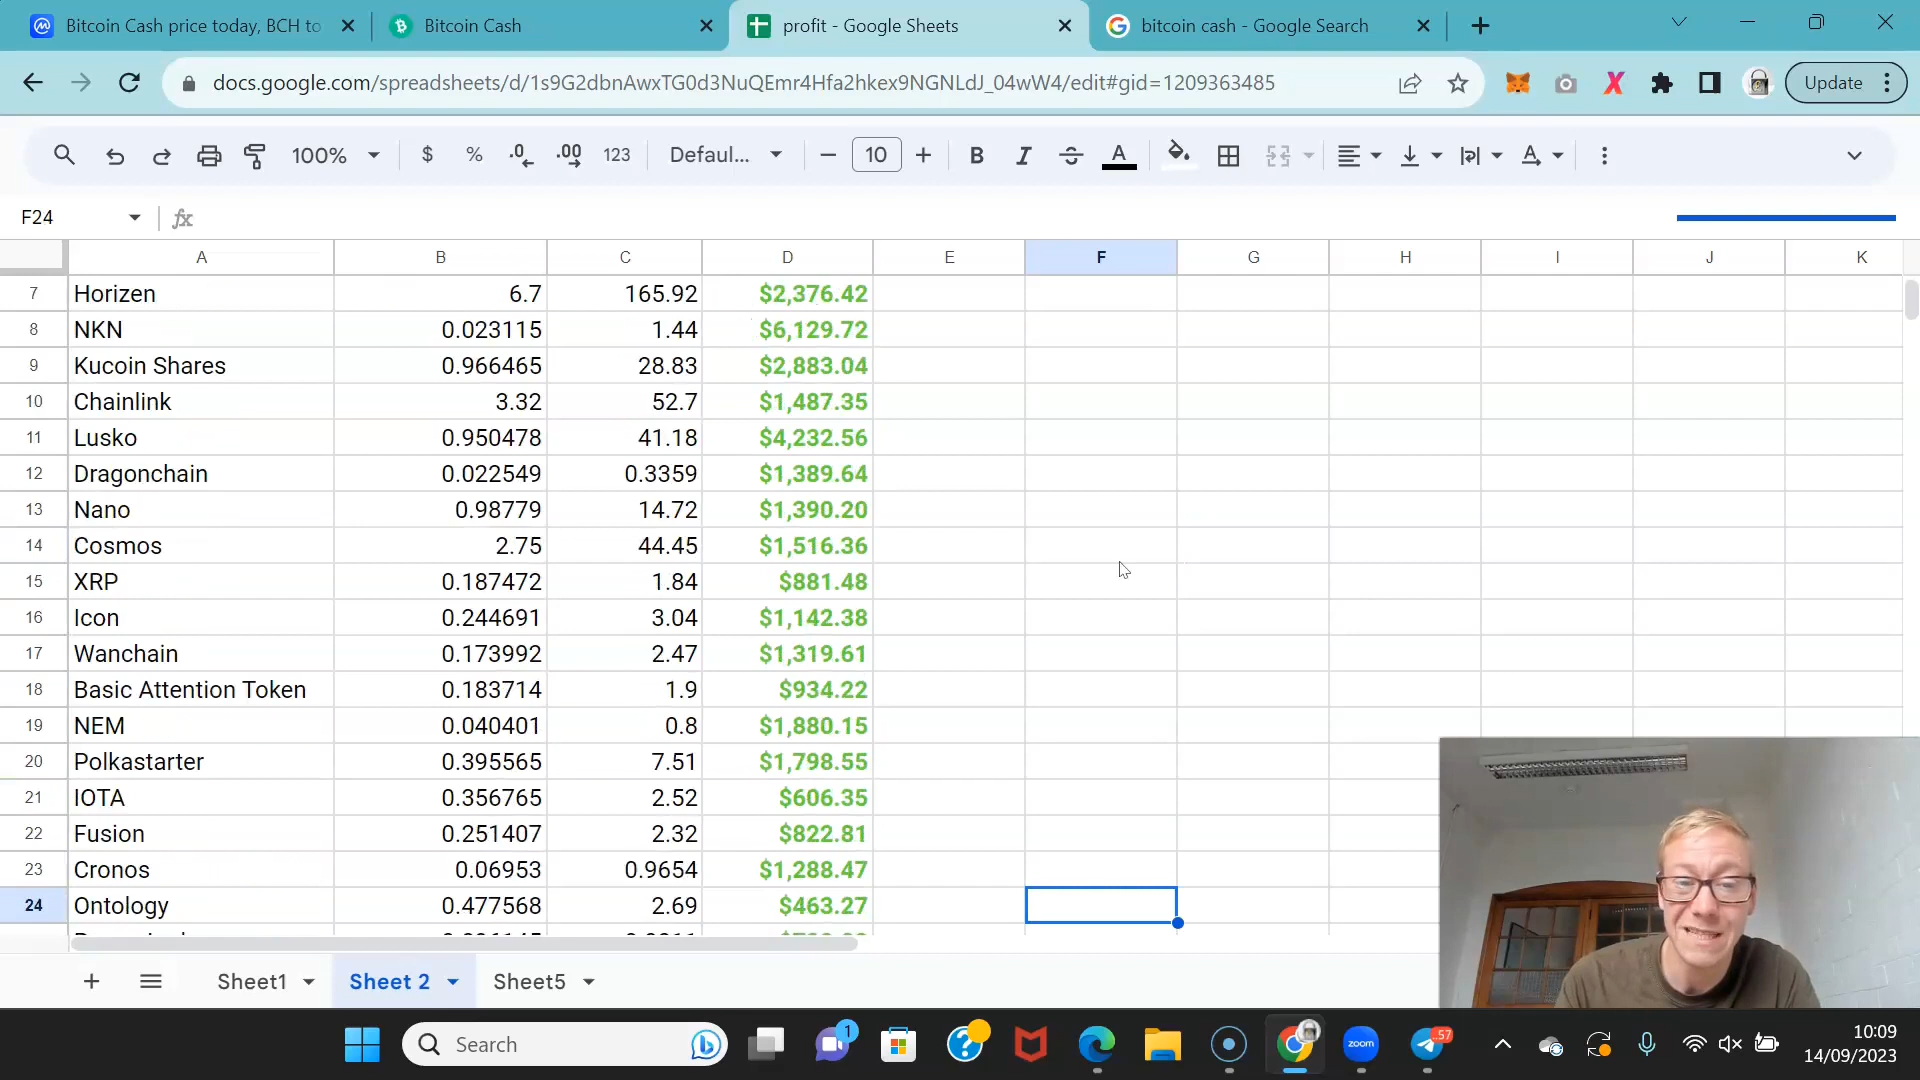 Bitcoin Cash price today, BCH to
Bitcoin Cash
profit - Google Sheets
bitcoin cash - Google Search
docs.google.com/spreadsheets/d/1s9G2dbnAwxTG0d3NuQEmr4Hfa2hkex9NGNLdJ_04wW4/edit#gid=1209363485
Update
100% $ % .0 .00 123 Defaul... 10 B I A
F24 fx
A B C D E F G H I J K
7 Horizen 6.7 165.92 $2,376.42
8 NKN 0.023115 1.44 $6,129.72
9 Kucoin Shares 0.966465 28.83 $2,883.04
10 Chainlink 3.32 52.7 $1,487.35
11 Lusko 0.950478 41.18 $4,232.56
12 Dragonchain 0.022549 0.3359 $1,389.64
13 Nano 0.98779 14.72 $1,390.20
14 Cosmos 2.75 44.45 $1,516.36
15 XRP 0.187472 1.84 $881.48
16 Icon 0.244691 3.04 $1,142.38
17 Wanchain 0.173992 2.47 $1,319.61
18 Basic Attention Token 0.183714 1.9 $934.22
19 NEM 0.040401 0.8 $1,880.15
20 Polkastarter 0.395565 7.51 $1,798.55
21 IOTA 0.356765 2.52 $606.35
22 Fusion 0.251407 2.32 $822.81
23 Cronos 0.06953 0.9654 $1,288.47
24 Ontology 0.477568 2.69 $463.27
Sheet1 Sheet 2 Sheet5
Search
1
zoom
57
10:09
14/09/2023